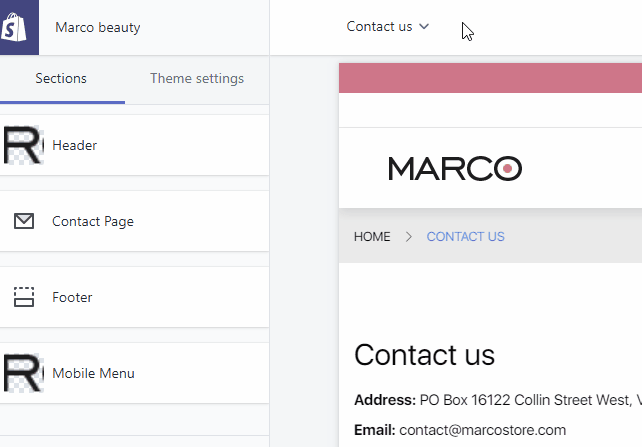 Marco beauty
Contact us
Sections
Theme settings
Header
Contact Page
Footer
Mobile Menu
MARCO
HOME > CONTACT US
Contact us
Address: PO Box 16122 Collin Street West,
Email: contact@marcostore.com